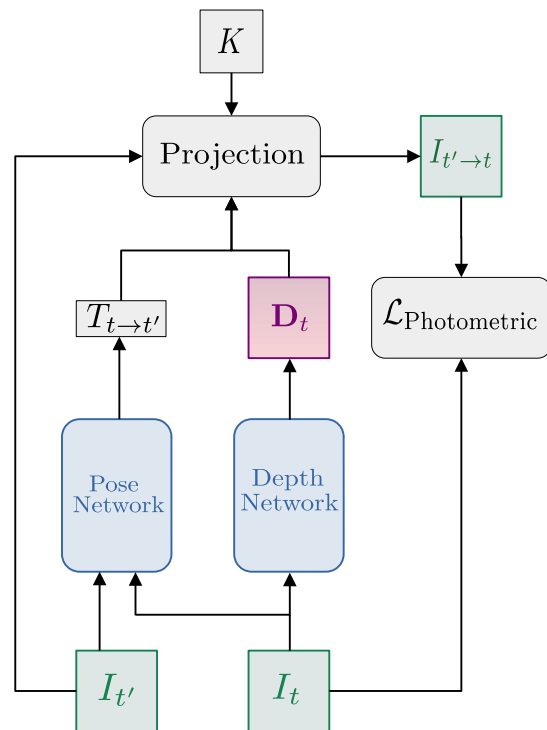 K
Projection
I_{t'→t}
T_{t→t'}
D_t
ℒ_Photometric
Pose
Network
Depth
Network
I_{t'}
I_t